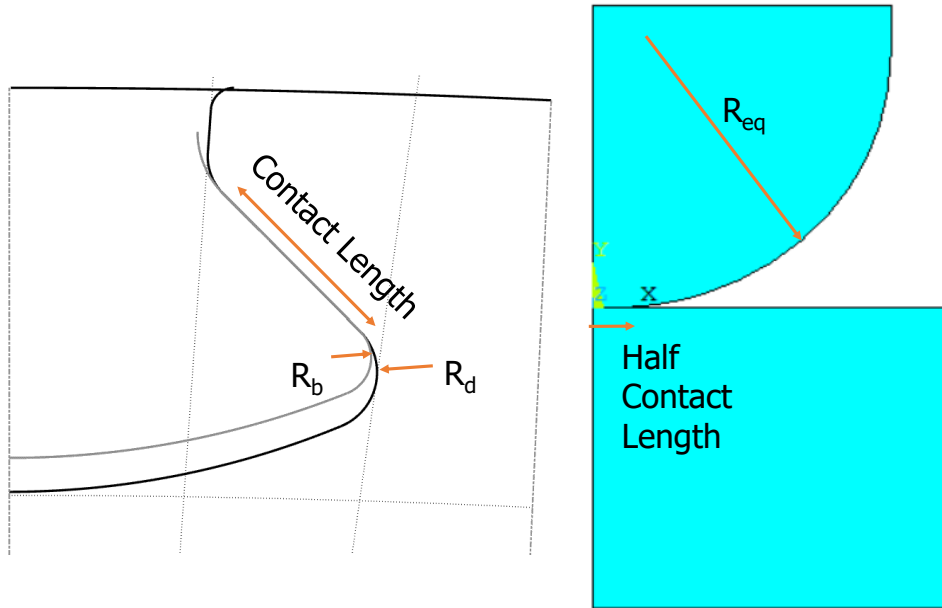 Contact Length
R_b
R_d
R_eq
Y
Z
X
Half
Contact
Length